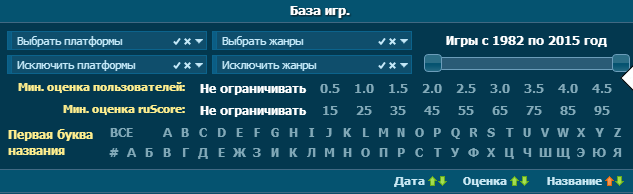 База игр.
Выбрать платформы Выбрать жанры Игры с 1982 по 2015 год
Исключить платформы Исключить жанры
Мин. оценка пользователей: Не ограничивать 0.5 1.0 1.5 2.0 2.5 3.0 3.5 4.0 4.5
Мин. оценка ruScore: Не ограничивать 15 25 35 45 55 65 75 85 95
Первая буква названия
ВСЕ A B C D E F G H I J K L M N O P Q R S T U V W X Y Z
# А Б В Г Д Е Ж З И К Л М Н О П Р С Т У Ф Х Ц Ч Ш Щ Э Ю Я
Дата Оценка Название